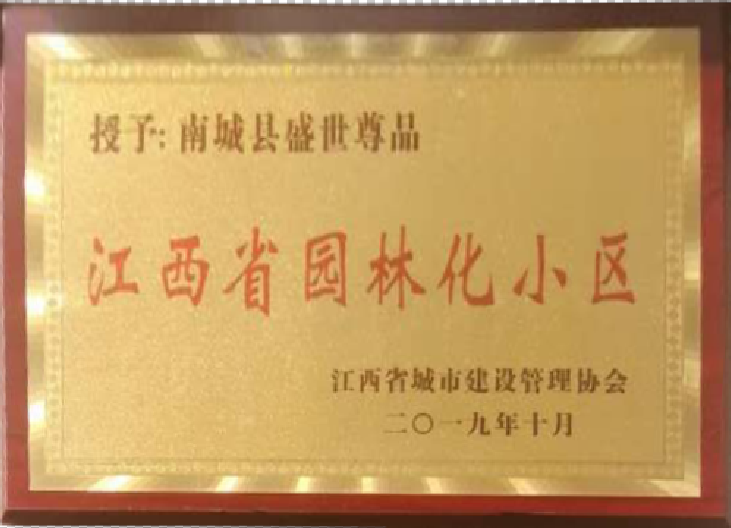 授予:南城县盛世尊品
江西省园林化小区
江西省城市建设管理协会
二〇一九年十月